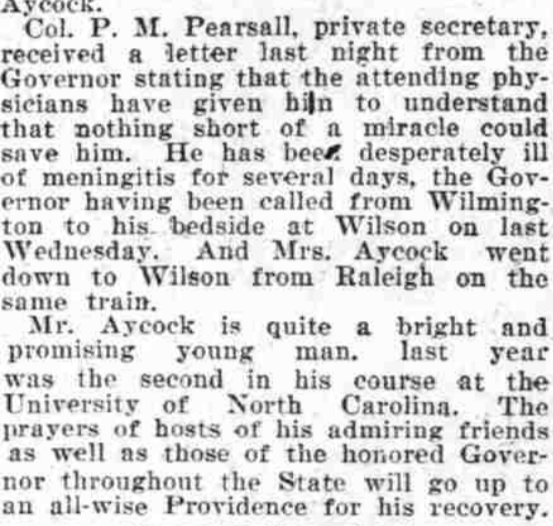 Aycock.
Col. P. M. Pearsall, private secretary,
received a letter last night from the
Governor stating that the attending phy-
sicians have given him to understand
that nothing short of a miracle could
save him. He has been desperately ill
of meningitis for several days, the Gov-
ernor having been called from Wilming-
ton to his bedside at Wilson on last
Wednesday. And Mrs. Aycock went
down to Wilson from Raleigh on the
same train.
Mr. Aycock is quite a bright and
promising young man. last year
was the second in his course at the
University of North Carolina. The
prayers of hosts of his admiring friends
as well as those of the honored Gover-
nor throughout the State will go up to
an all-wise Providence for his recovery.